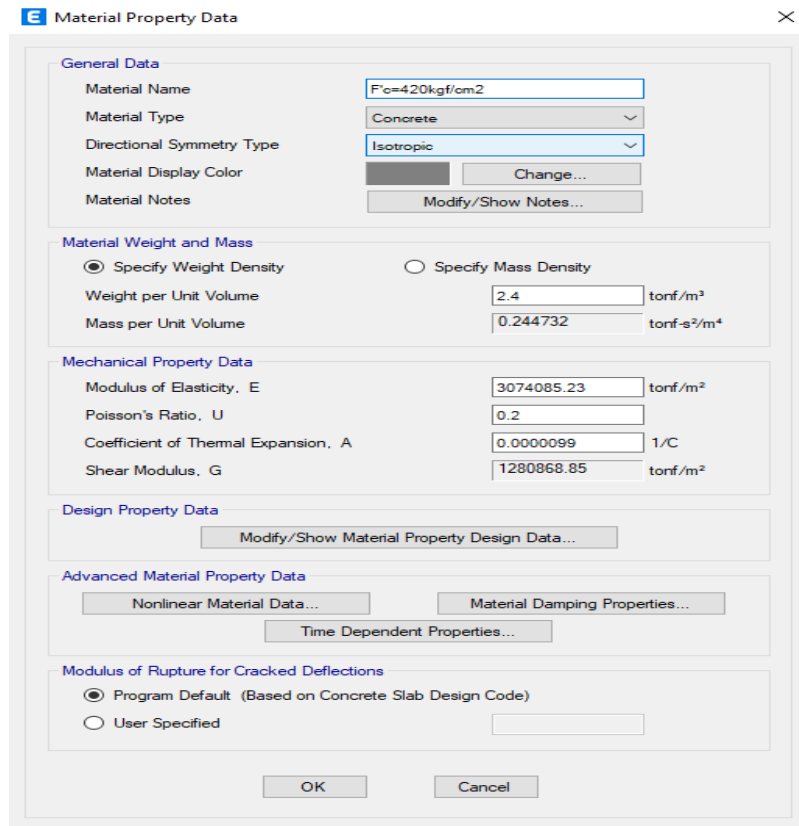 E Material Property Data
General Data
Material Name F'c=420kgf/cm2
Material Type Concrete
Directional Symmetry Type Isotropic
Material Display Color Change...
Material Notes Modify/Show Notes...
Material Weight and Mass
Specify Weight Density Specify Mass Density
Weight per Unit Volume 2.4 tonf/m³
Mass per Unit Volume 0.244732 tonf-s²/m⁴
Mechanical Property Data
Modulus of Elasticity, E 3074085.23 tonf/m²
Poisson's Ratio, U 0.2
Coefficient of Thermal Expansion, A 0.0000099 1/C
Shear Modulus, G 1280868.85 tonf/m²
Design Property Data
Modify/Show Material Property Design Data...
Advanced Material Property Data
Nonlinear Material Data... Material Damping Properties...
Time Dependent Properties...
Modulus of Rupture for Cracked Deflections
Program Default (Based on Concrete Slab Design Code)
User Specified
OK Cancel